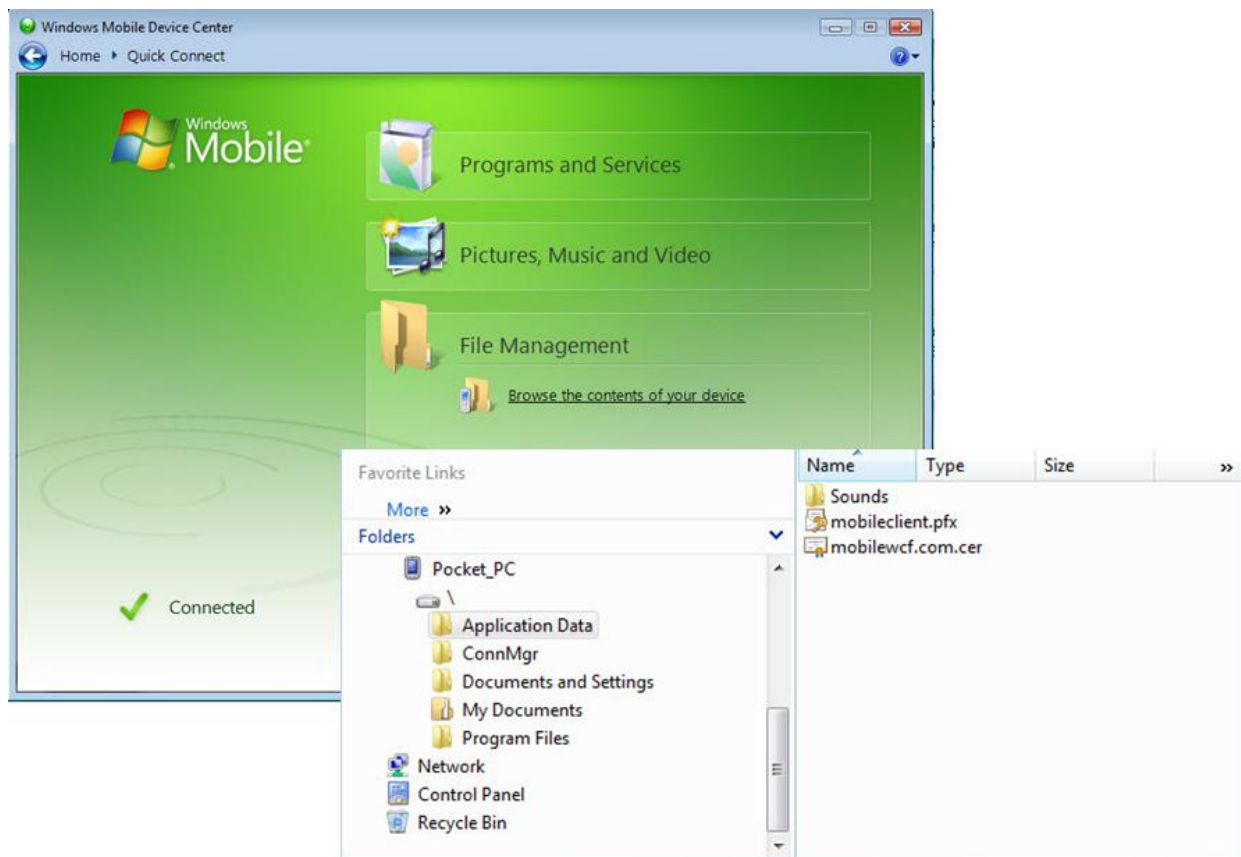 Windows Mobile Device Center
Home Quick Connect
Windows
Mobile
Programs and Services
Pictures, Music and Video
File Management
Browse the contents of your device
Connected
Favorite Links
More »
Folders
Pocket_PC
\
Application Data
ConnMgr
Documents and Settings
My Documents
Program Files
Network
Control Panel
Recycle Bin
Name Type Size »
Sounds
mobileclient.pfx
mobilewcf.com.cer